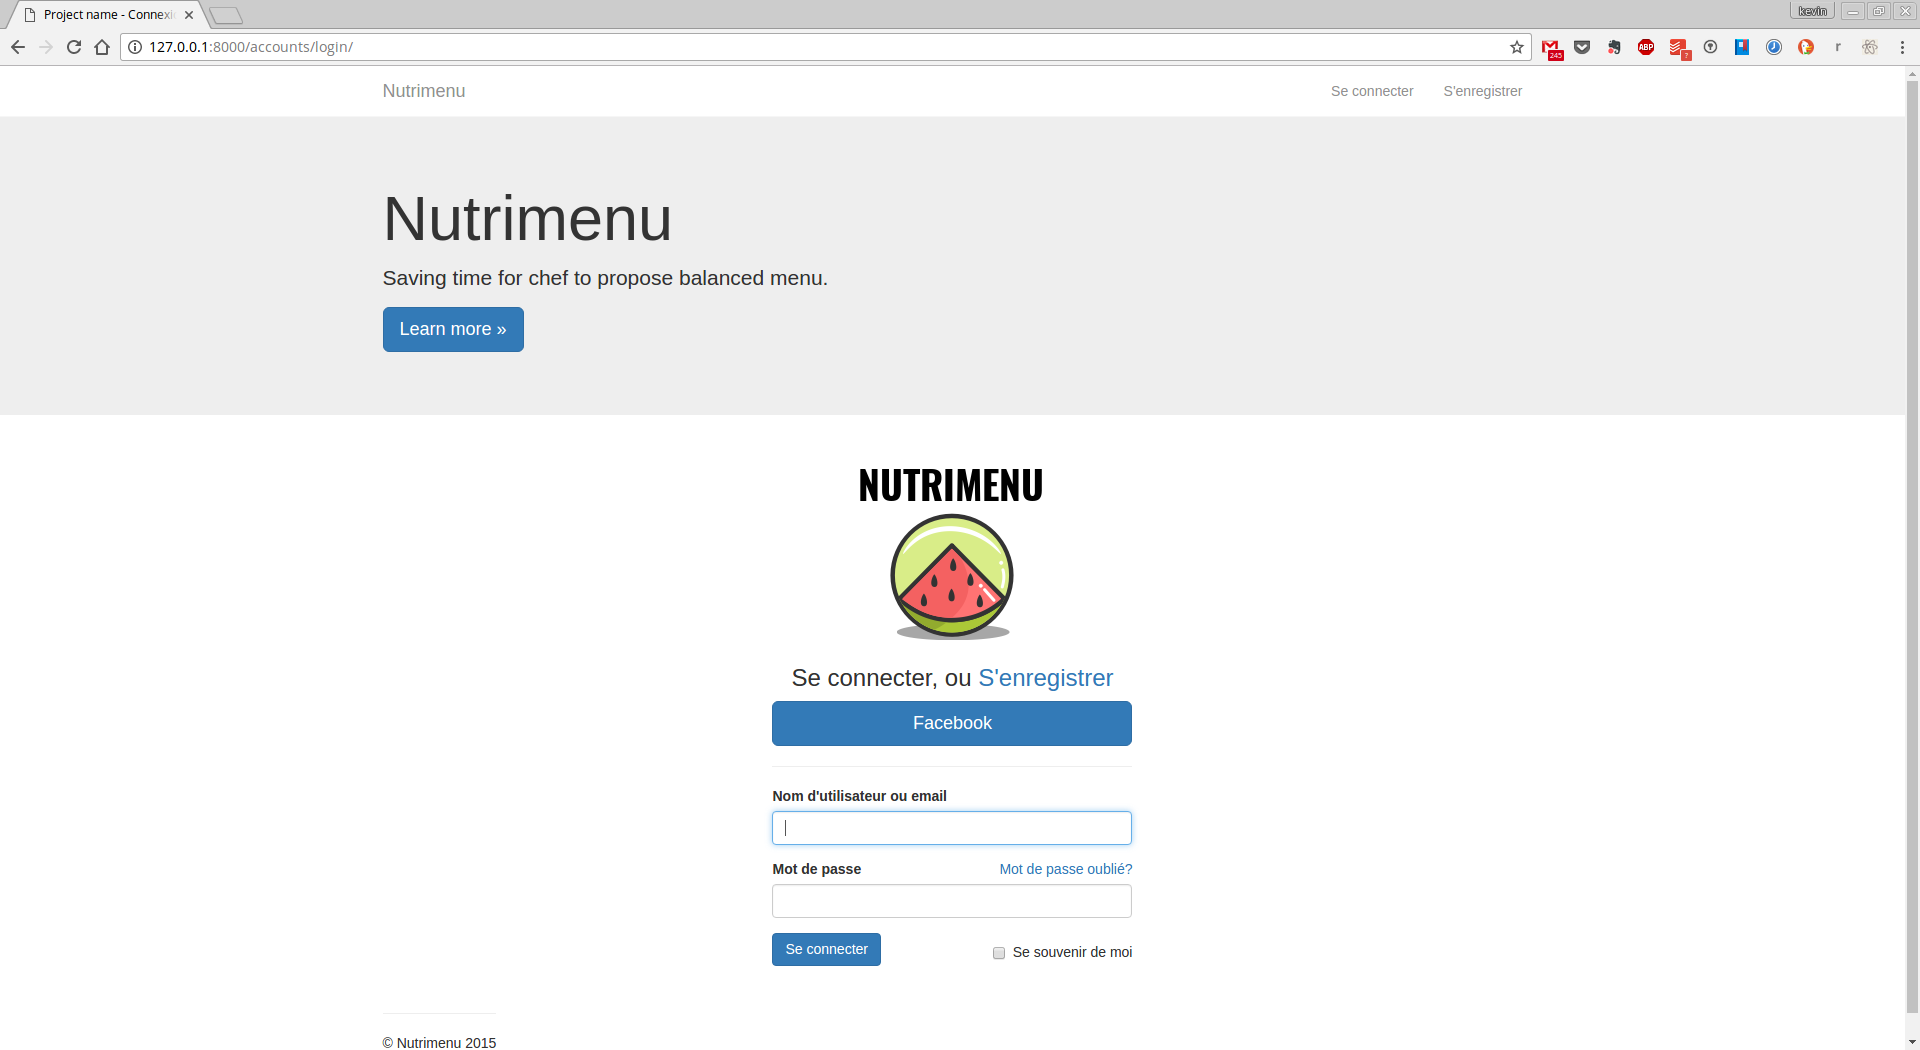 Project name - Connexi
kevin
127.0.0.1:8000/accounts/login/
245
ABP
?
r
Nutrimenu
Se connecter
S'enregistrer
Nutrimenu
Saving time for chef to propose balanced menu.
Learn more »
NUTRIMENU
Se connecter, ou S'enregistrer
Facebook
Nom d'utilisateur ou email
Mot de passe
Mot de passe oublié?
Se connecter
Se souvenir de moi
© Nutrimenu 2015